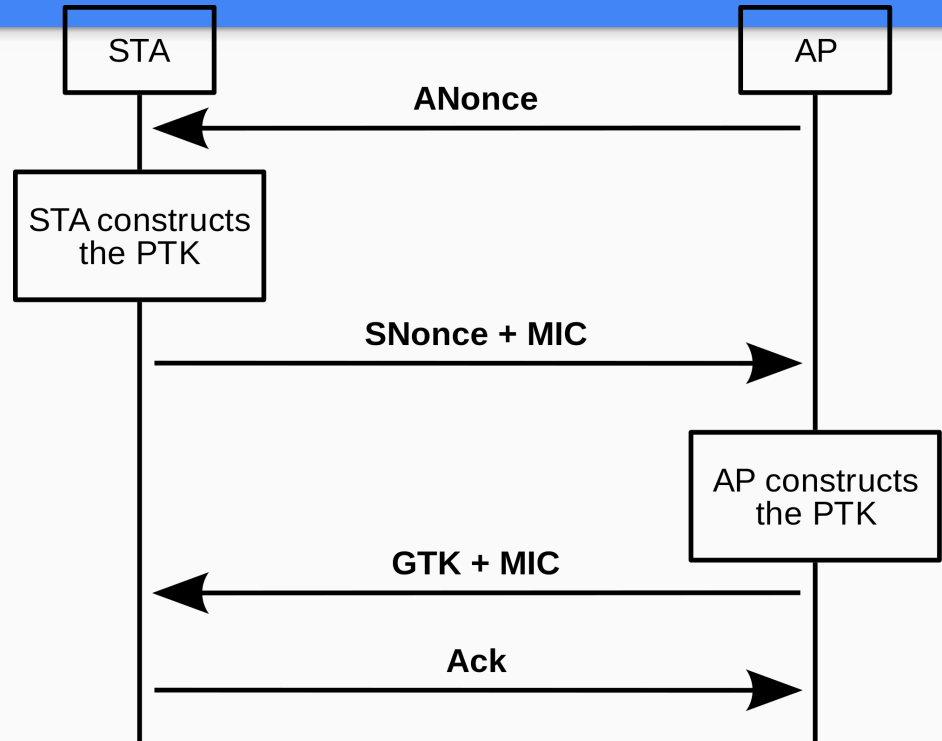 STA
AP
ANonce
STA constructs
the PTK
SNonce + MIC
AP constructs
the PTK
GTK + MIC
Ack